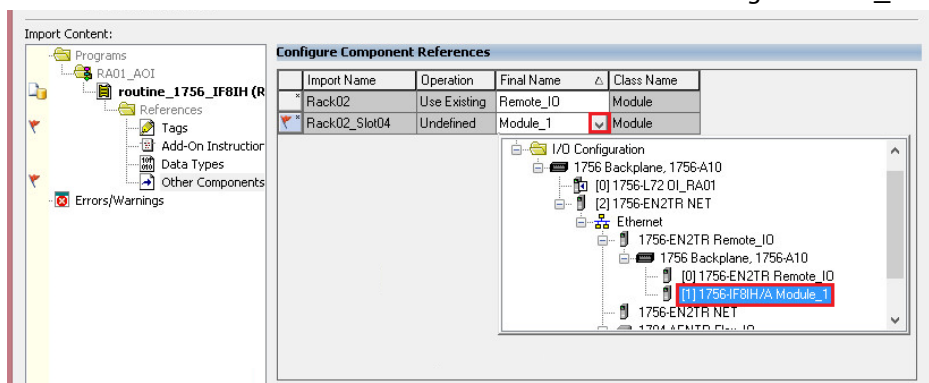 Import Content:
Programs
RA01_AOI
routine_1756_IF8IH (R
References
Tags
Add-On Instruction
Data Types
Other Components
Errors/Warnings
Configure Component References
Import Name Operation Final Name Class Name
Rack02 Use Existing Remote_IO Module
Rack02_Slot04 Undefined Module_1 Module
I/O Configuration
1756 Backplane, 1756-A10
[0] 1756-L72 OI_RA01
[2] 1756-EN2TR NET
Ethernet
1756-EN2TR Remote_IO
1756 Backplane, 1756-A10
[0] 1756-EN2TR Remote_IO
[1] 1756-IF8IH/A Module_1
1756-EN2TR NET
1794-AENTR Flex_IO